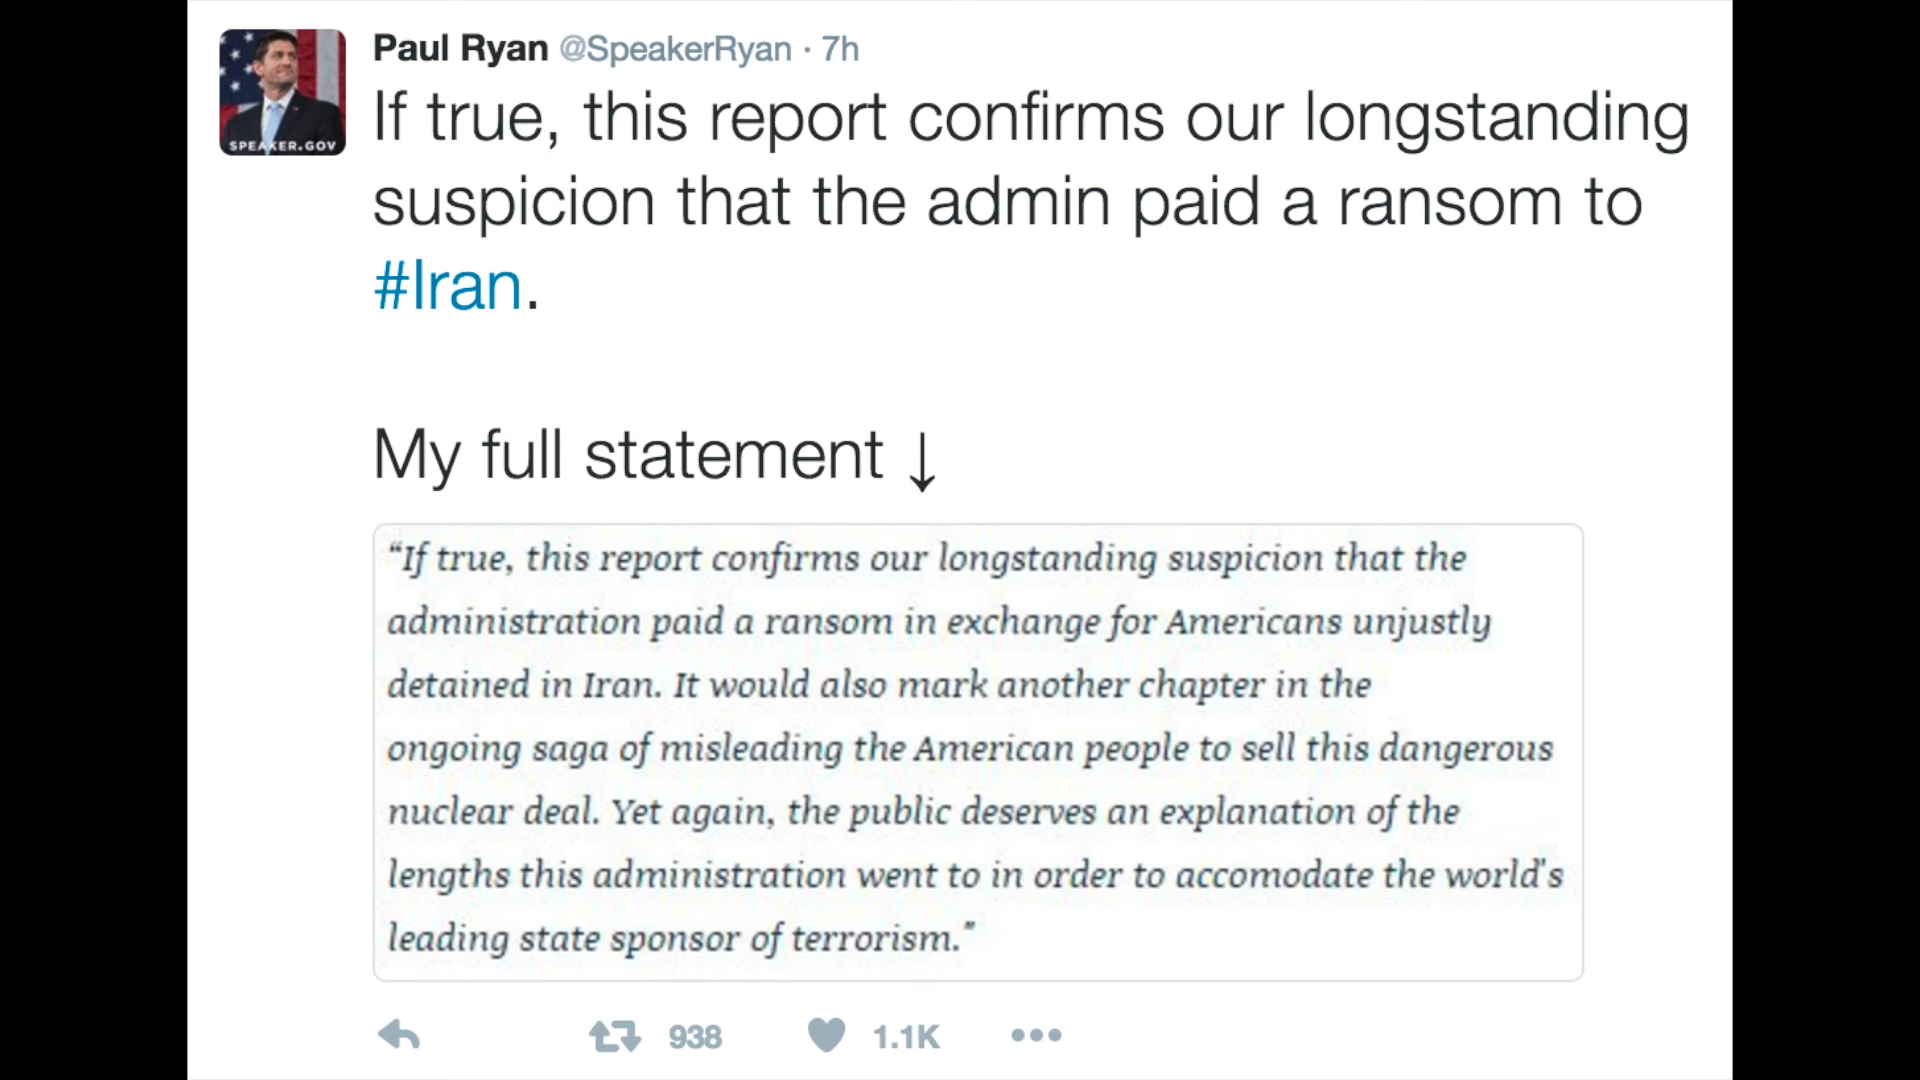 Paul Ryan @SpeakerRyan · 7h
If true, this report confirms our longstanding
suspicion that the admin paid a ransom to
#Iran.
My full statement ↓
"If true, this report confirms our longstanding suspicion that the
administration paid a ransom in exchange for Americans unjustly
detained in Iran. It would also mark another chapter in the
ongoing saga of misleading the American people to sell this dangerous
nuclear deal. Yet again, the public deserves an explanation of the
lengths this administration went to in order to accomodate the world's
leading state sponsor of terrorism."
938 1.1K
SPEAKER.GOV